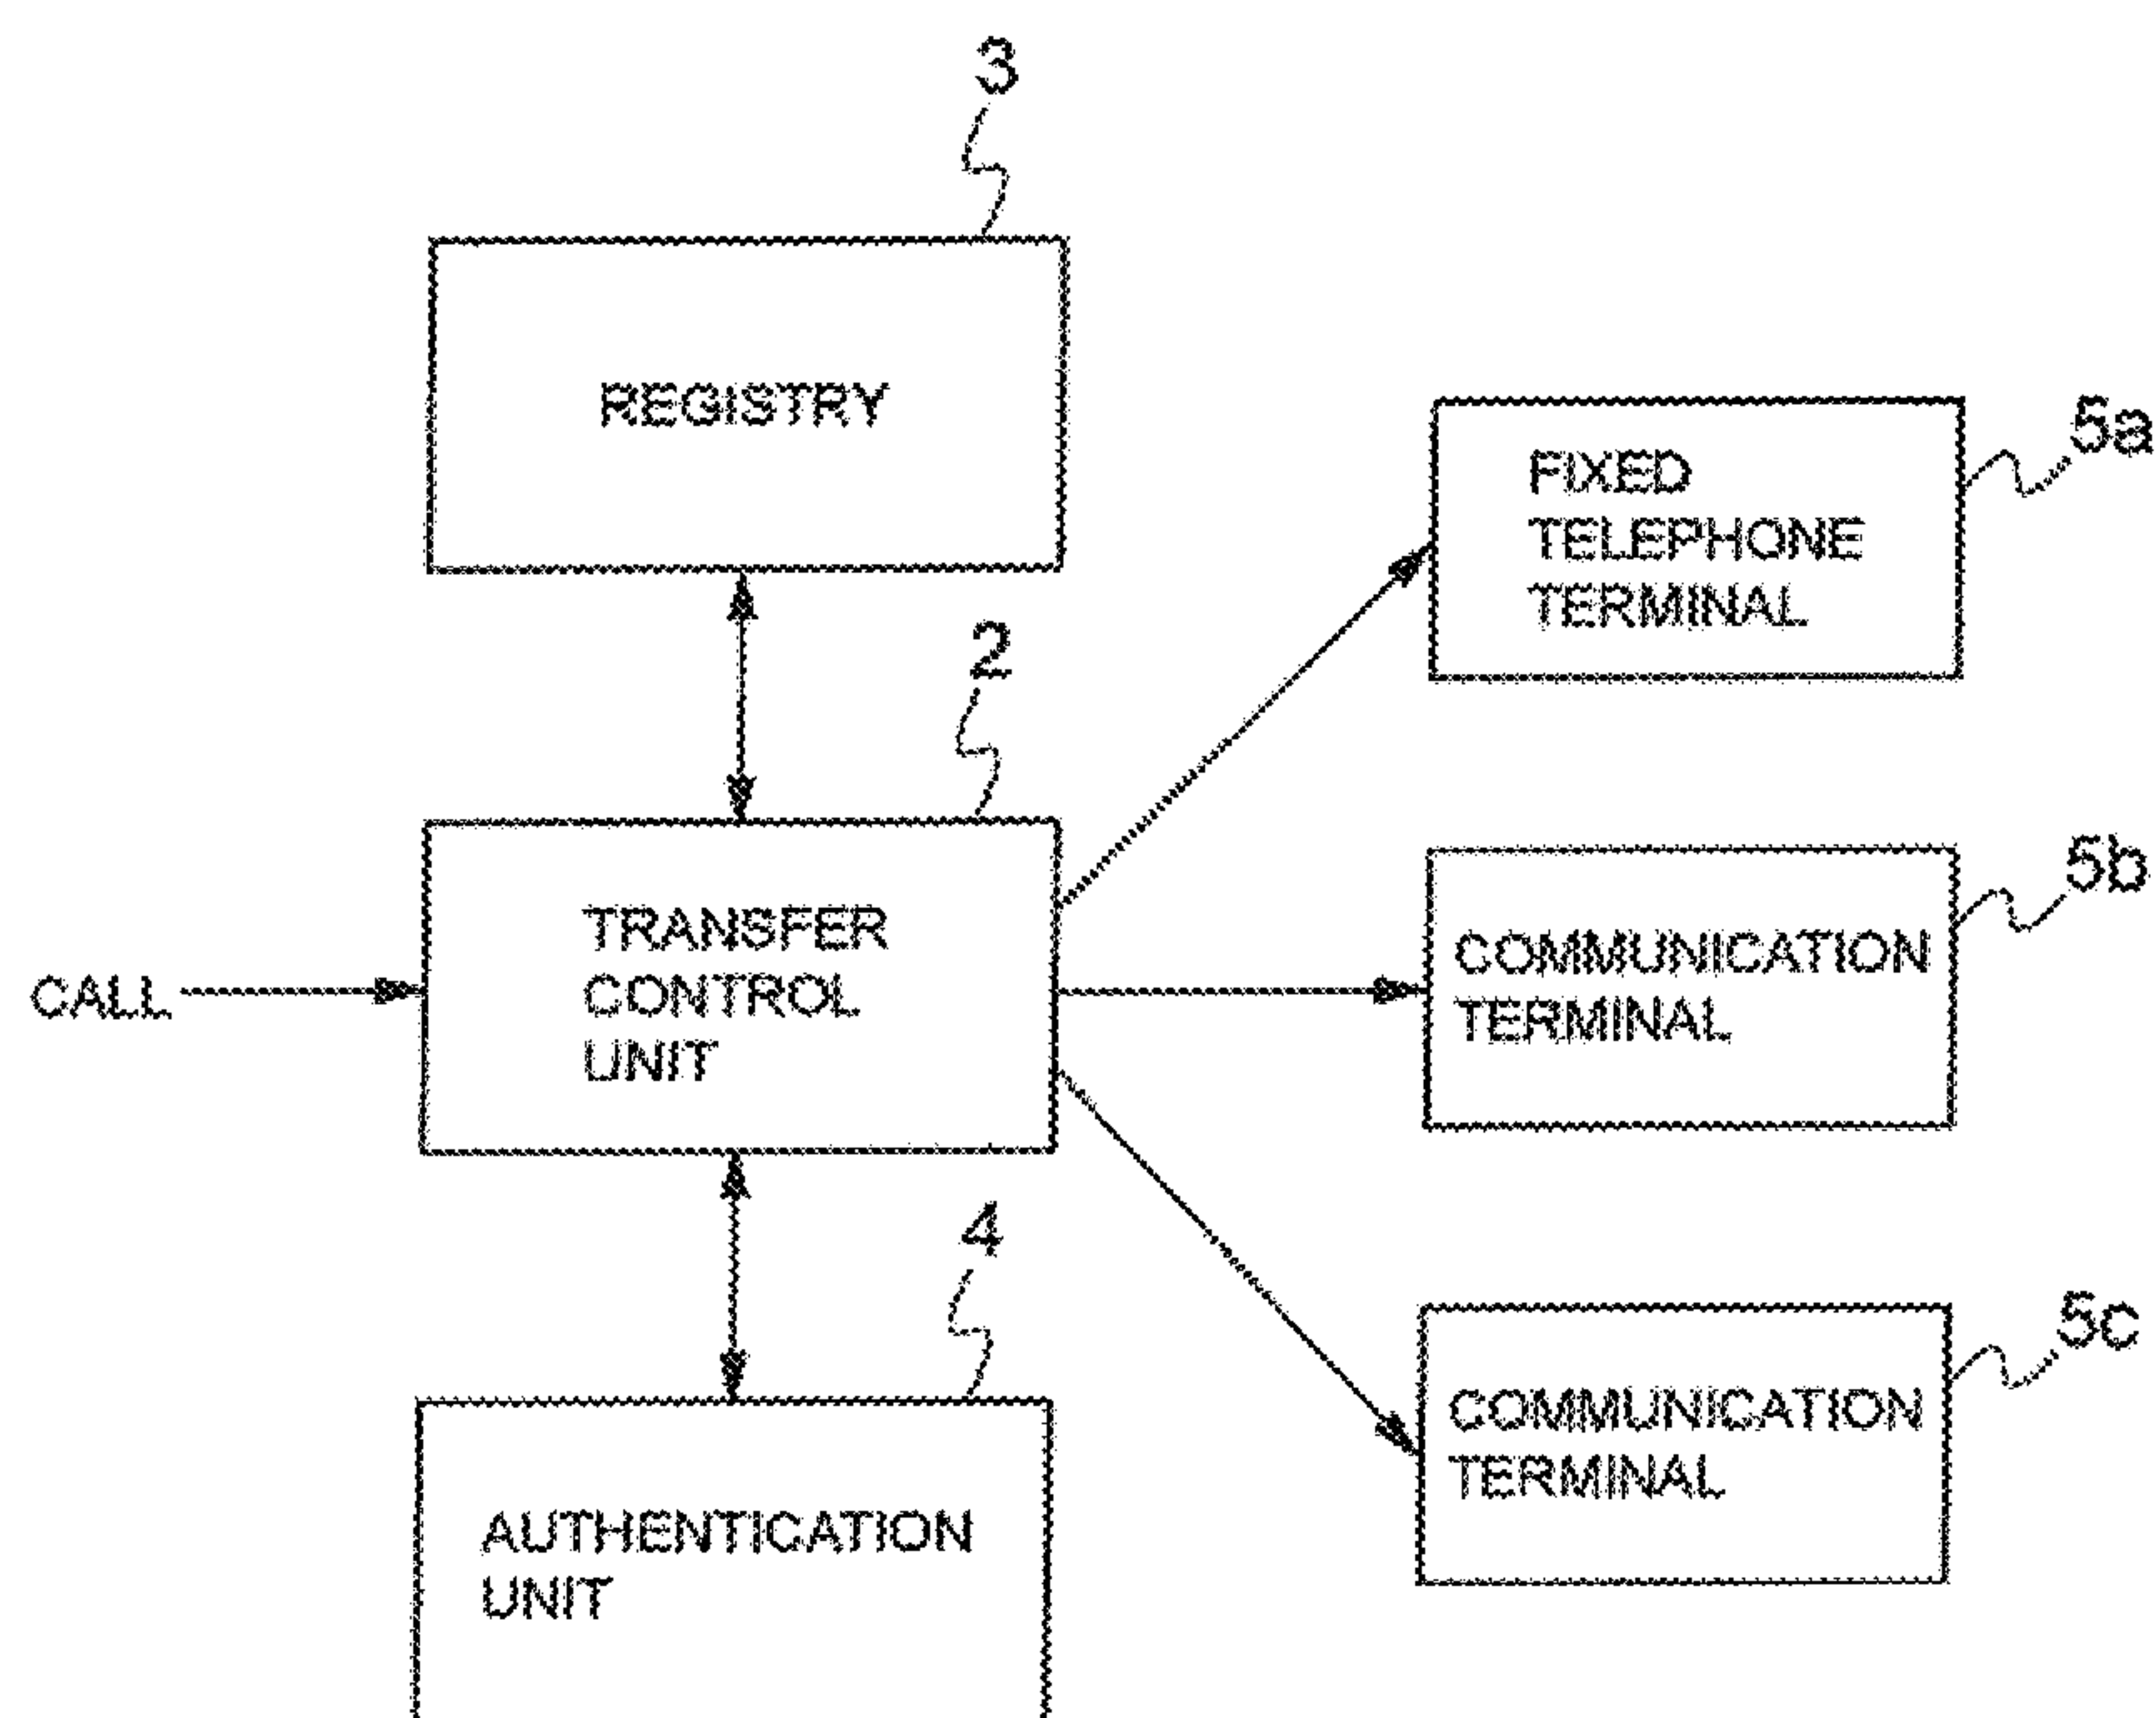 3
REGISTRY
5a
FIXED
TELEPHONE
TERMINAL
2
5b
TRANSFER
CONTROL
UNIT
CALL
COMMUNICATION
TERMINAL
4
5c
COMMUNICATION
TERMINAL
AUTHENTICATION
UNIT